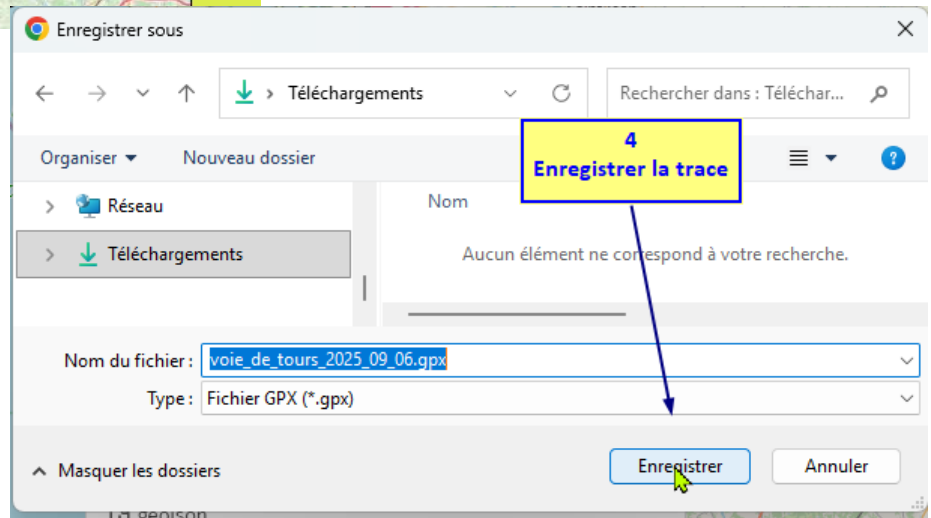 Enregistrer sous
Téléchargements
Rechercher dans : Téléchar...
4
Enregistrer la trace
Organiser
Nouveau dossier
?
Réseau
Nom
Téléchargements
Aucun élément ne correspond à votre recherche.
Nom du fichier : voie_de_tours_2025_09_06.gpx
Type : Fichier GPX (*.gpx)
Masquer les dossiers
Enregistrer
Annuler